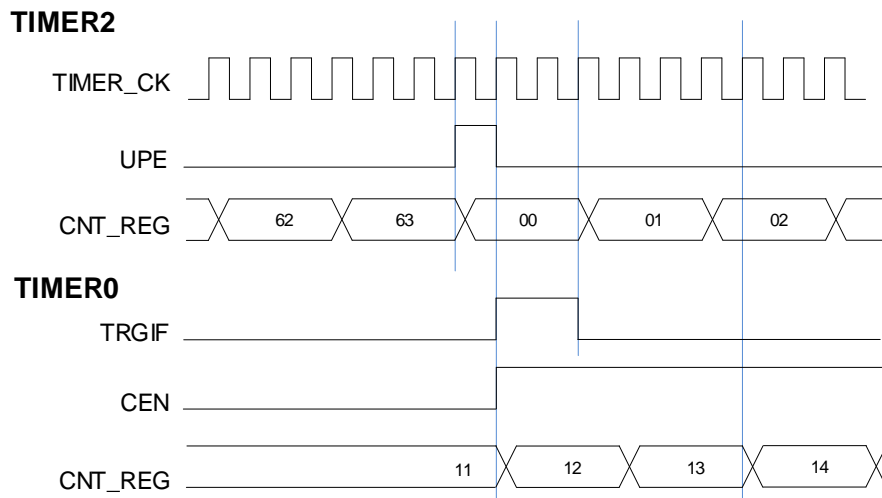 TIMER2
TIMER_CK
UPE
CNT_REG 62 63 00 01 02
TIMER0
TRGIF
CEN
CNT_REG 11 12 13 14